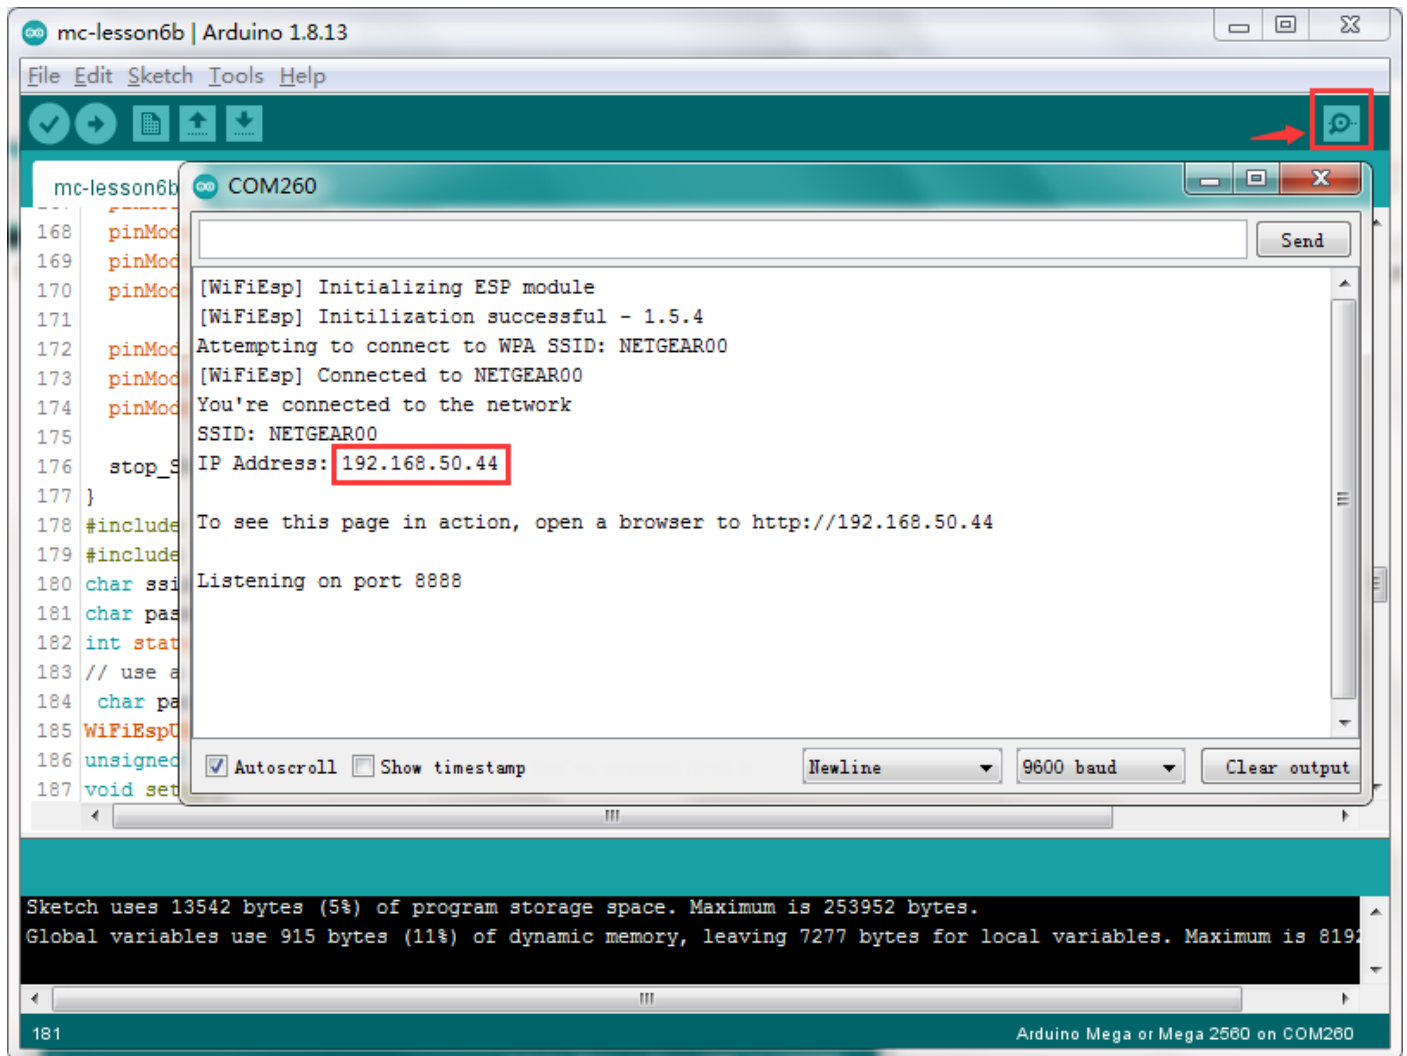 mc-lesson6b | Arduino 1.8.13
File Edit Sketch Tools Help
mc-lesson6b
COM260
Send
168 pinMod
169 pinMod
170 pinMod
171
172 pinMod
173 pinMod
174 pinMod
175
176 stop_S
177 }
178 #include
179 #include
180 char ssi
181 char pas
182 int stat
183 // use a
184 char pa
185 WiFiEspU
186 unsigned
187 void set
[WiFiEsp] Initializing ESP module
[WiFiEsp] Initilization successful - 1.5.4
Attempting to connect to WPA SSID: NETGEAR00
[WiFiEsp] Connected to NETGEAR00
You're connected to the network
SSID: NETGEAR00
IP Address: 192.168.50.44
To see this page in action, open a browser to http://192.168.50.44
Listening on port 8888
Autoscroll Show timestamp Newline 9600 baud Clear output
Sketch uses 13542 bytes (5%) of program storage space. Maximum is 253952 bytes.
Global variables use 915 bytes (11%) of dynamic memory, leaving 7277 bytes for local variables. Maximum is 8192
181 Arduino Mega or Mega 2560 on COM260